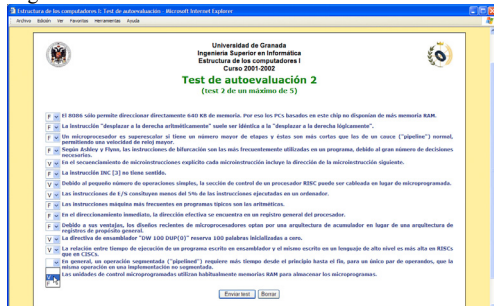 Estructura de los computadores I: Test de autoevaluación - Microsoft Internet Explorer
Archivo Edición Ver Favoritos Herramientas Ayuda
Universidad de Granada
Ingeniería Superior en Informática
Estructura de los computadores I
Curso 2001-2002
Test de autoevaluación 2
(test 2 de un máximo de 5)
F El 8086 sólo permite direccionar directamente 640 KB de memoria. Por eso los PCs basados en este chip no disponían de más memoria RAM.
F La instrucción "desplazar a la derecha aritméticamente" suele ser idéntica a la "desplazar a la derecha lógicamente".
F Un microprocesador es superescalar si tiene un número mayor de etapas y éstas son más cortas que las de un cauce ("pipeline") normal,
permitiendo una velocidad de reloj mayor.
F Según Ashley y Flynn, las instrucciones de bifurcación son las más frecuentemente utilizadas en un programa, debido al gran número de decisiones
necesarias.
V En el secuenciamiento de microinstrucciones explícito cada microinstrucción incluye la dirección de la microinstrucción siguiente.
F La instrucción INC [3] no tiene sentido.
V Debido al pequeño número de operaciones simples, la sección de control de un procesador RISC puede ser cableada en lugar de microprogramada.
V Las instrucciones de E/S constituyen menos del 5% de las instrucciones ejecutadas en un ordenador.
F Las instrucciones máquina más frecuentes en programas típicos son las aritméticas.
F En el direccionamiento inmediato, la dirección efectiva se encuentra en un registro general del procesador.
F Debido a sus ventajas, los diseños recientes de microprocesadores optan por una arquitectura de acumulador en lugar de una arquitectura de
registros de propósito general.
V La directiva de ensamblador "DW 100 DUP(0)" reserva 100 palabras inicializadas a cero.
V La relación entre tiempo de ejecución de un programa escrito en ensamblador y el mismo escrito en un lenguaje de alto nivel es más alta en RISCs
que en CISCs.
En general, un operación segmentada ("pipelined") requiere más tiempo desde el principio hasta el fin, para un único par de operandos, que la
misma operación en una implementación no segmentada.
V Las unidades de control microprogramadas utilizan habitualmente memorias RAM para almacenar los microprogramas.
Enviar test Borrar